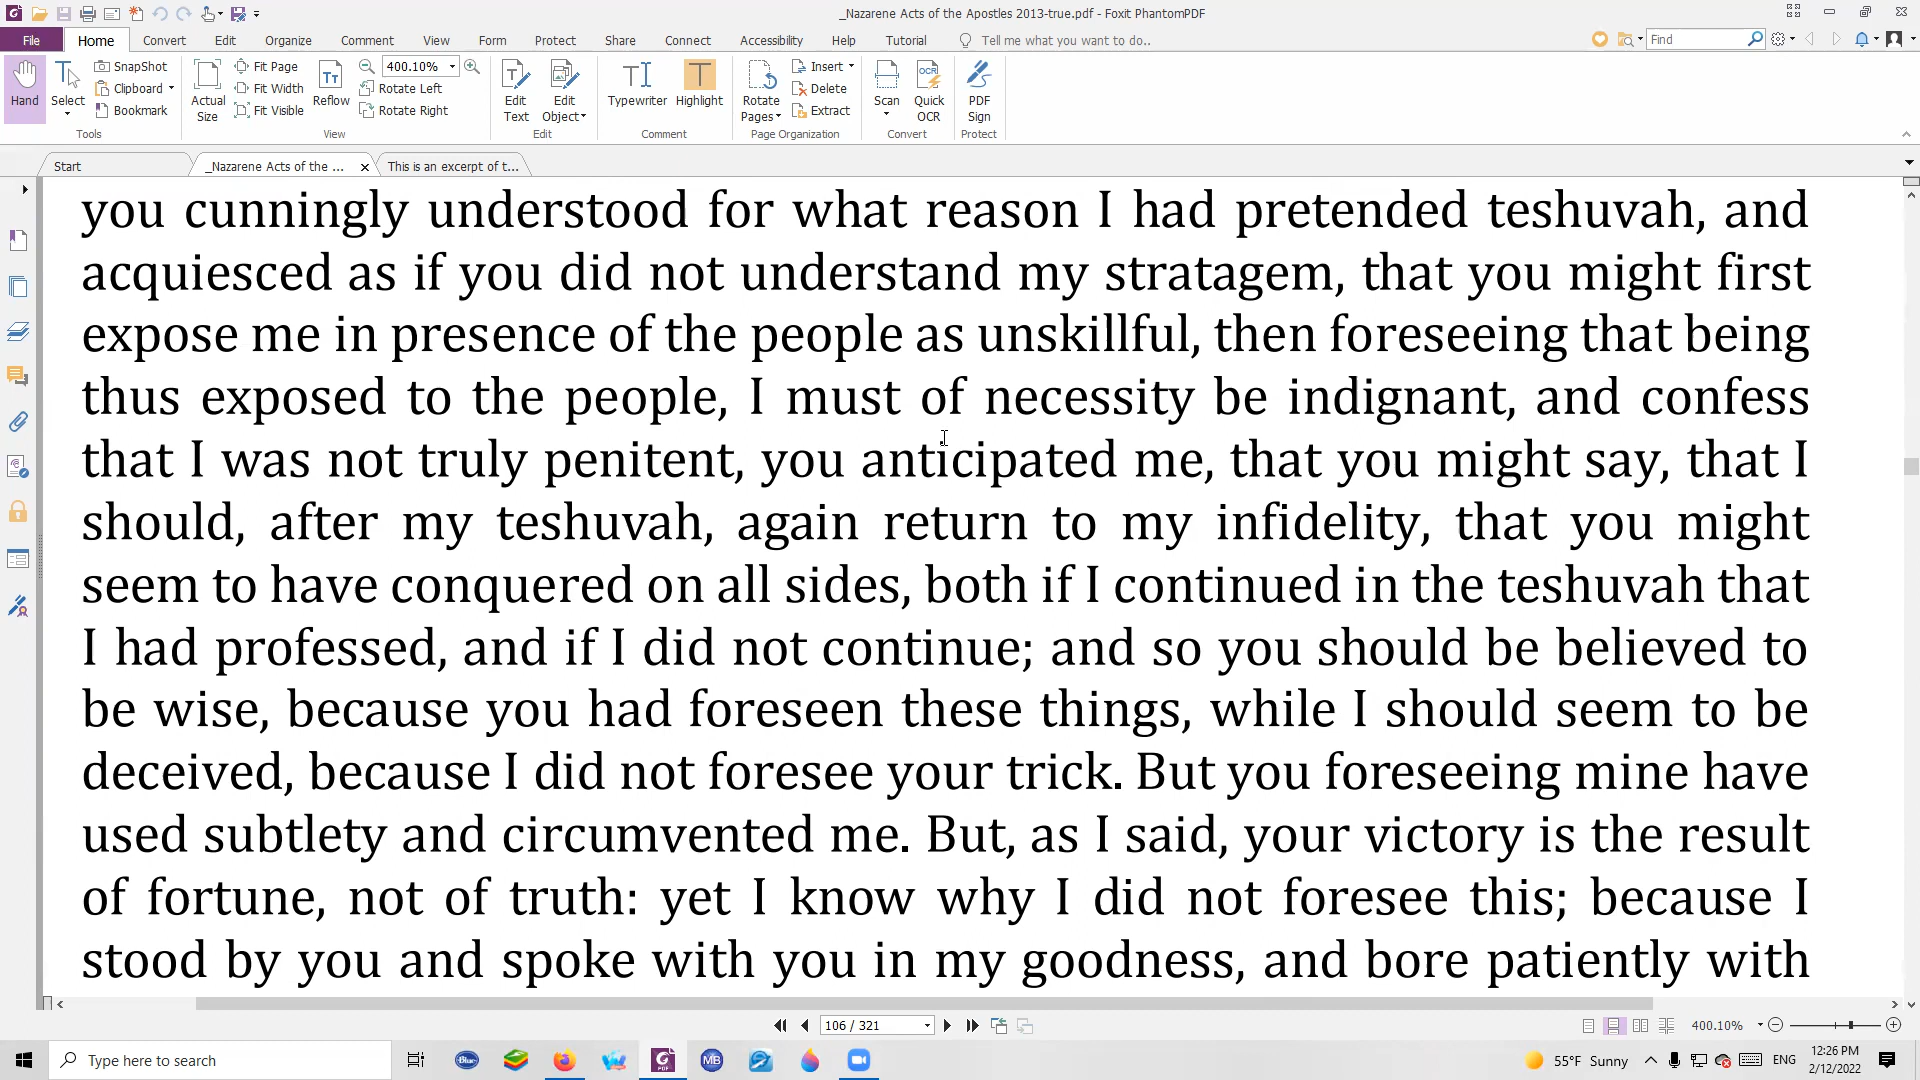 _Nazarene Acts of the Apostles 2013-true.pdf - Foxit PhantomPDF
File Home Convert Edit Organize Comment View Form Protect Share Connect Accessibility Help Tutorial Tell me what you want to do.. Find
Hand
Select
SnapShot
Clipboard
Bookmark
Tools
Actual Size
Fit Page
Fit Width
Fit Visible
Reflow
400.10%
Rotate Left
Rotate Right
View
Edit Text
Edit Object
Edit
Typewriter
Highlight
Comment
Rotate Pages
Insert
Delete
Extract
Page Organization
Scan
Quick OCR
Convert
PDF Sign
Protect
Start _Nazarene Acts of the ... This is an excerpt of t...
you cunningly understood for what reason I had pretended teshuvah, and
acquiesced as if you did not understand my stratagem, that you might first
expose me in presence of the people as unskillful, then foreseeing that being
thus exposed to the people, I must of necessity be indignant, and confess
that I was not truly penitent, you anticipated me, that you might say, that I
should, after my teshuvah, again return to my infidelity, that you might
seem to have conquered on all sides, both if I continued in the teshuvah that
I had professed, and if I did not continue; and so you should be believed to
be wise, because you had foreseen these things, while I should seem to be
deceived, because I did not foresee your trick. But you foreseeing mine have
used subtlety and circumvented me. But, as I said, your victory is the result
of fortune, not of truth: yet I know why I did not foresee this; because I
stood by you and spoke with you in my goodness, and bore patiently with
106 / 321 400.10%
Type here to search 55°F Sunny ENG 12:26 PM
2/12/2022